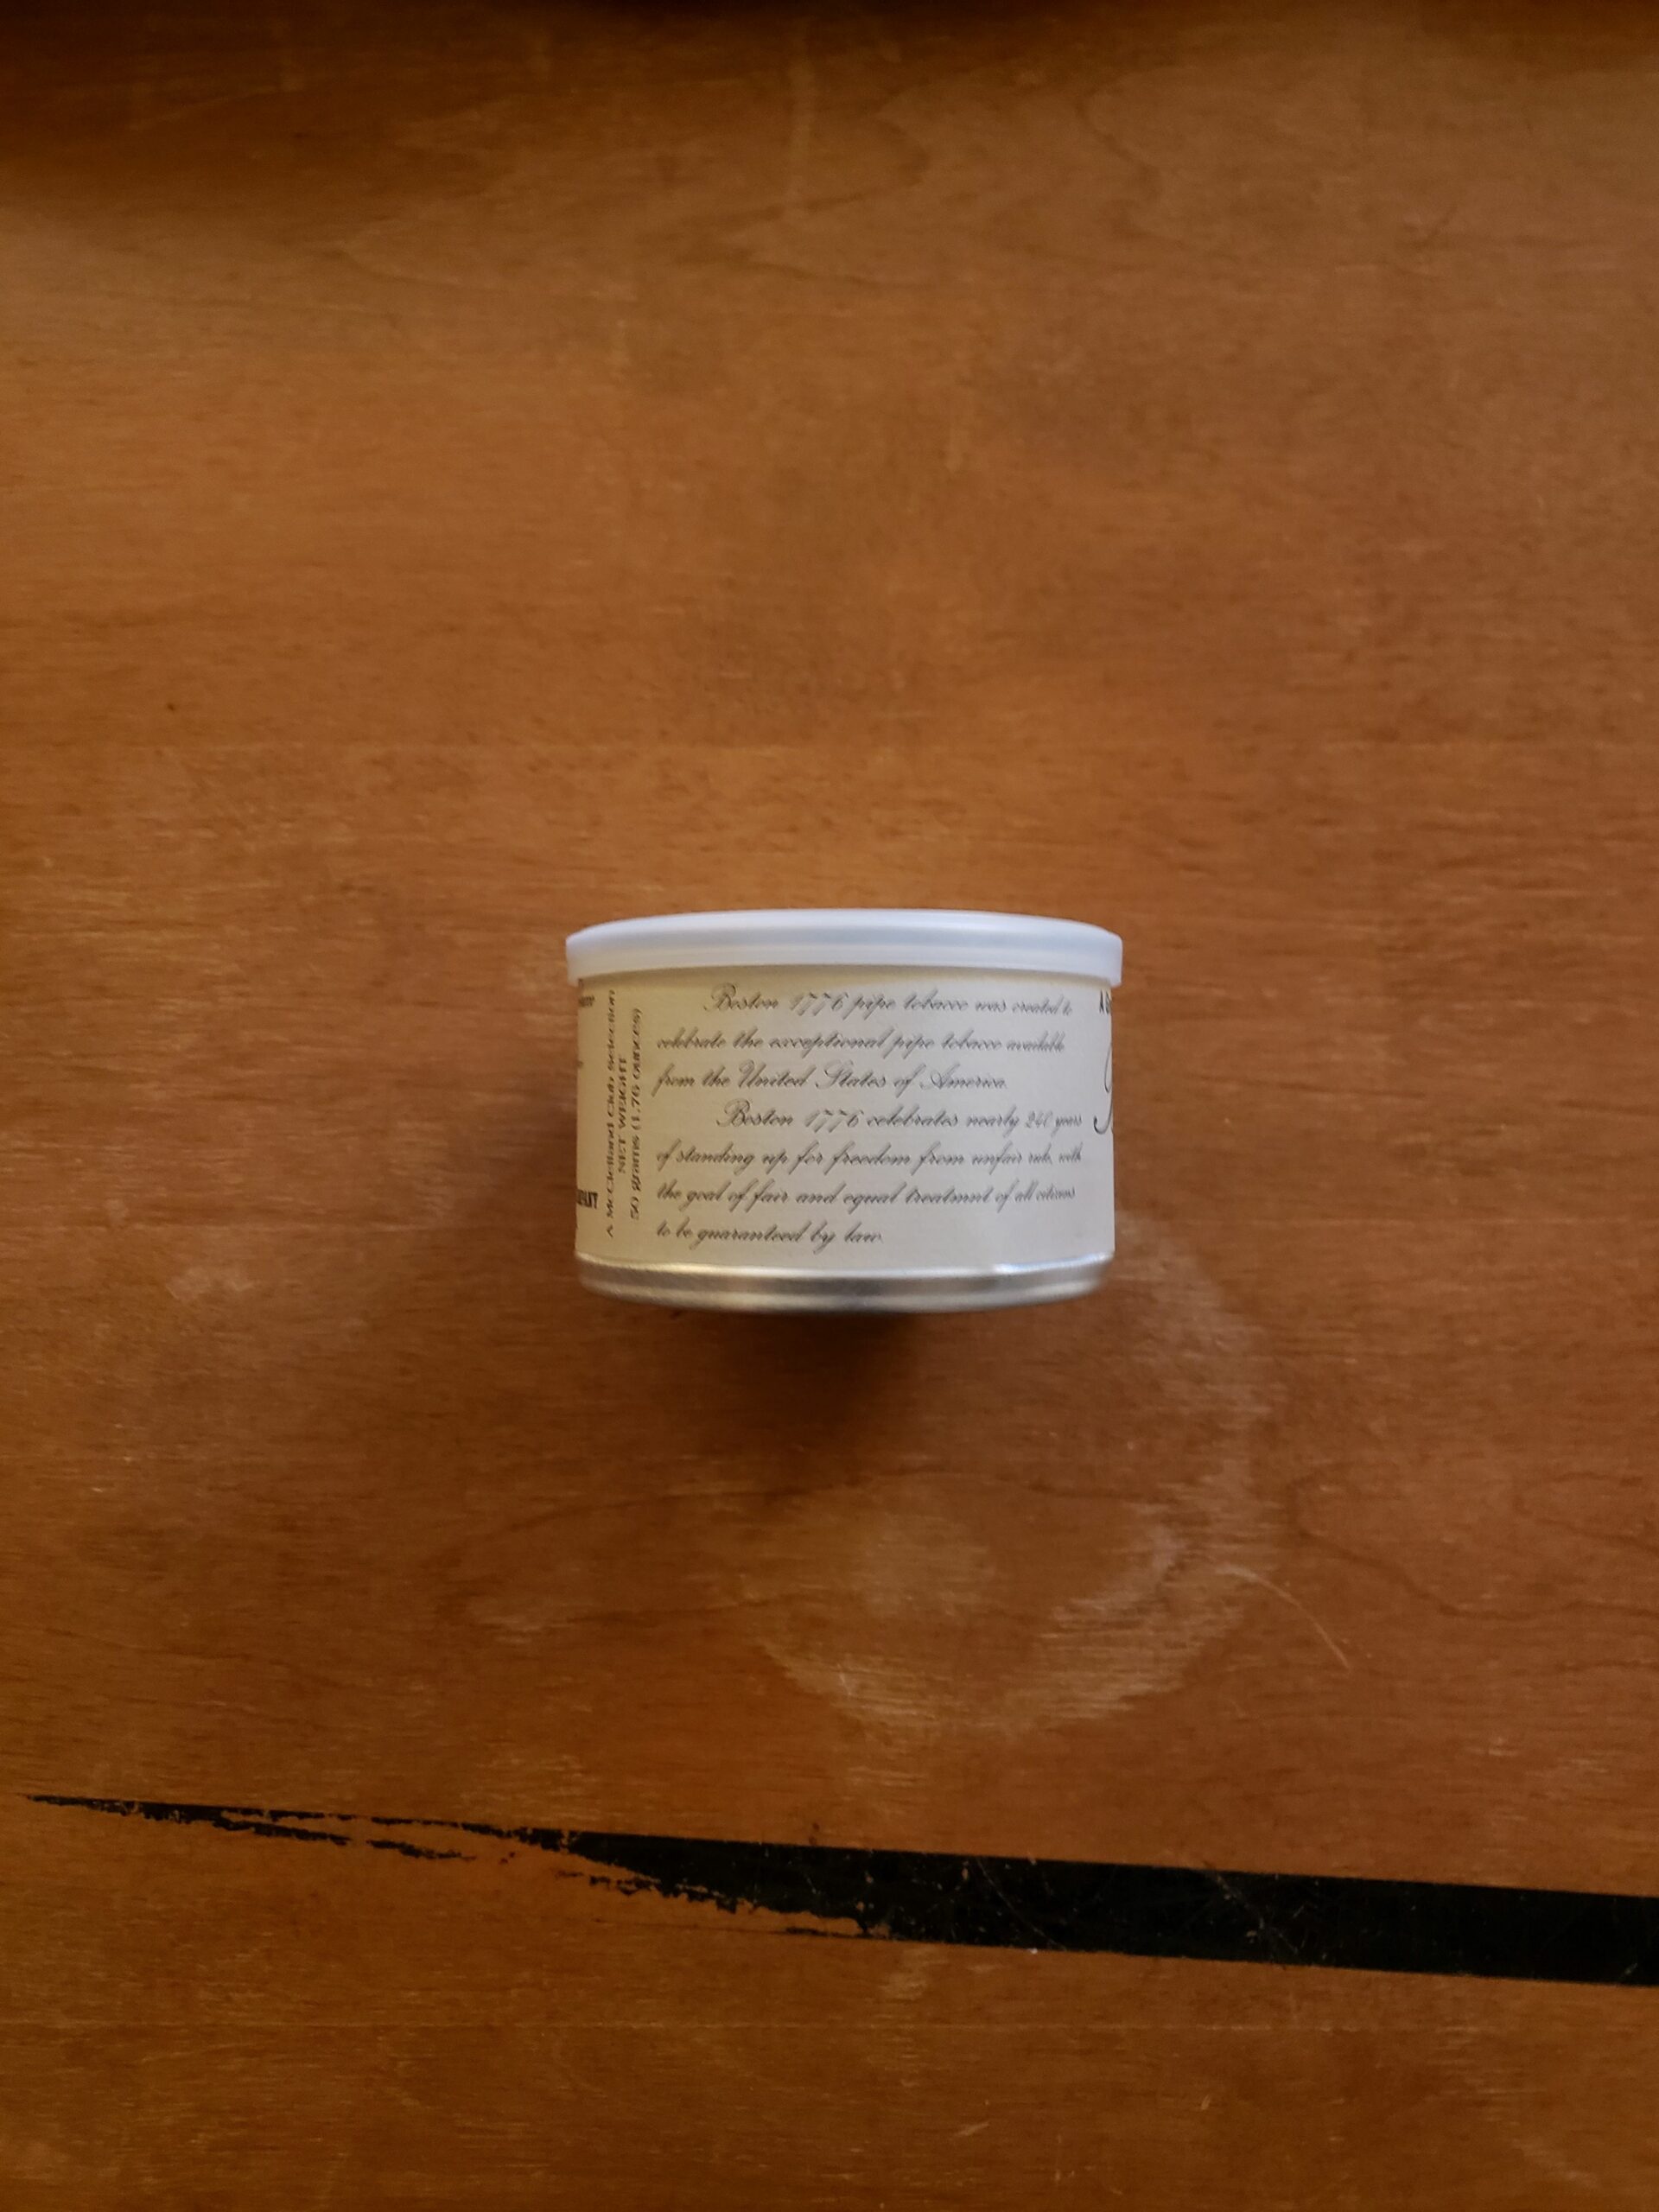 A McClelland Club Selection
NET WEIGHT
50 grams (1.76 ounces)
Boston 1776 pipe tobacco was created to
celebrate the exceptional pipe tobacco available
from the United States of America.
Boston 1776 celebrates nearly 240 years
of standing up for freedom from unfair rule, with
the goal of fair and equal treatment of all citizens
to be guaranteed by law.